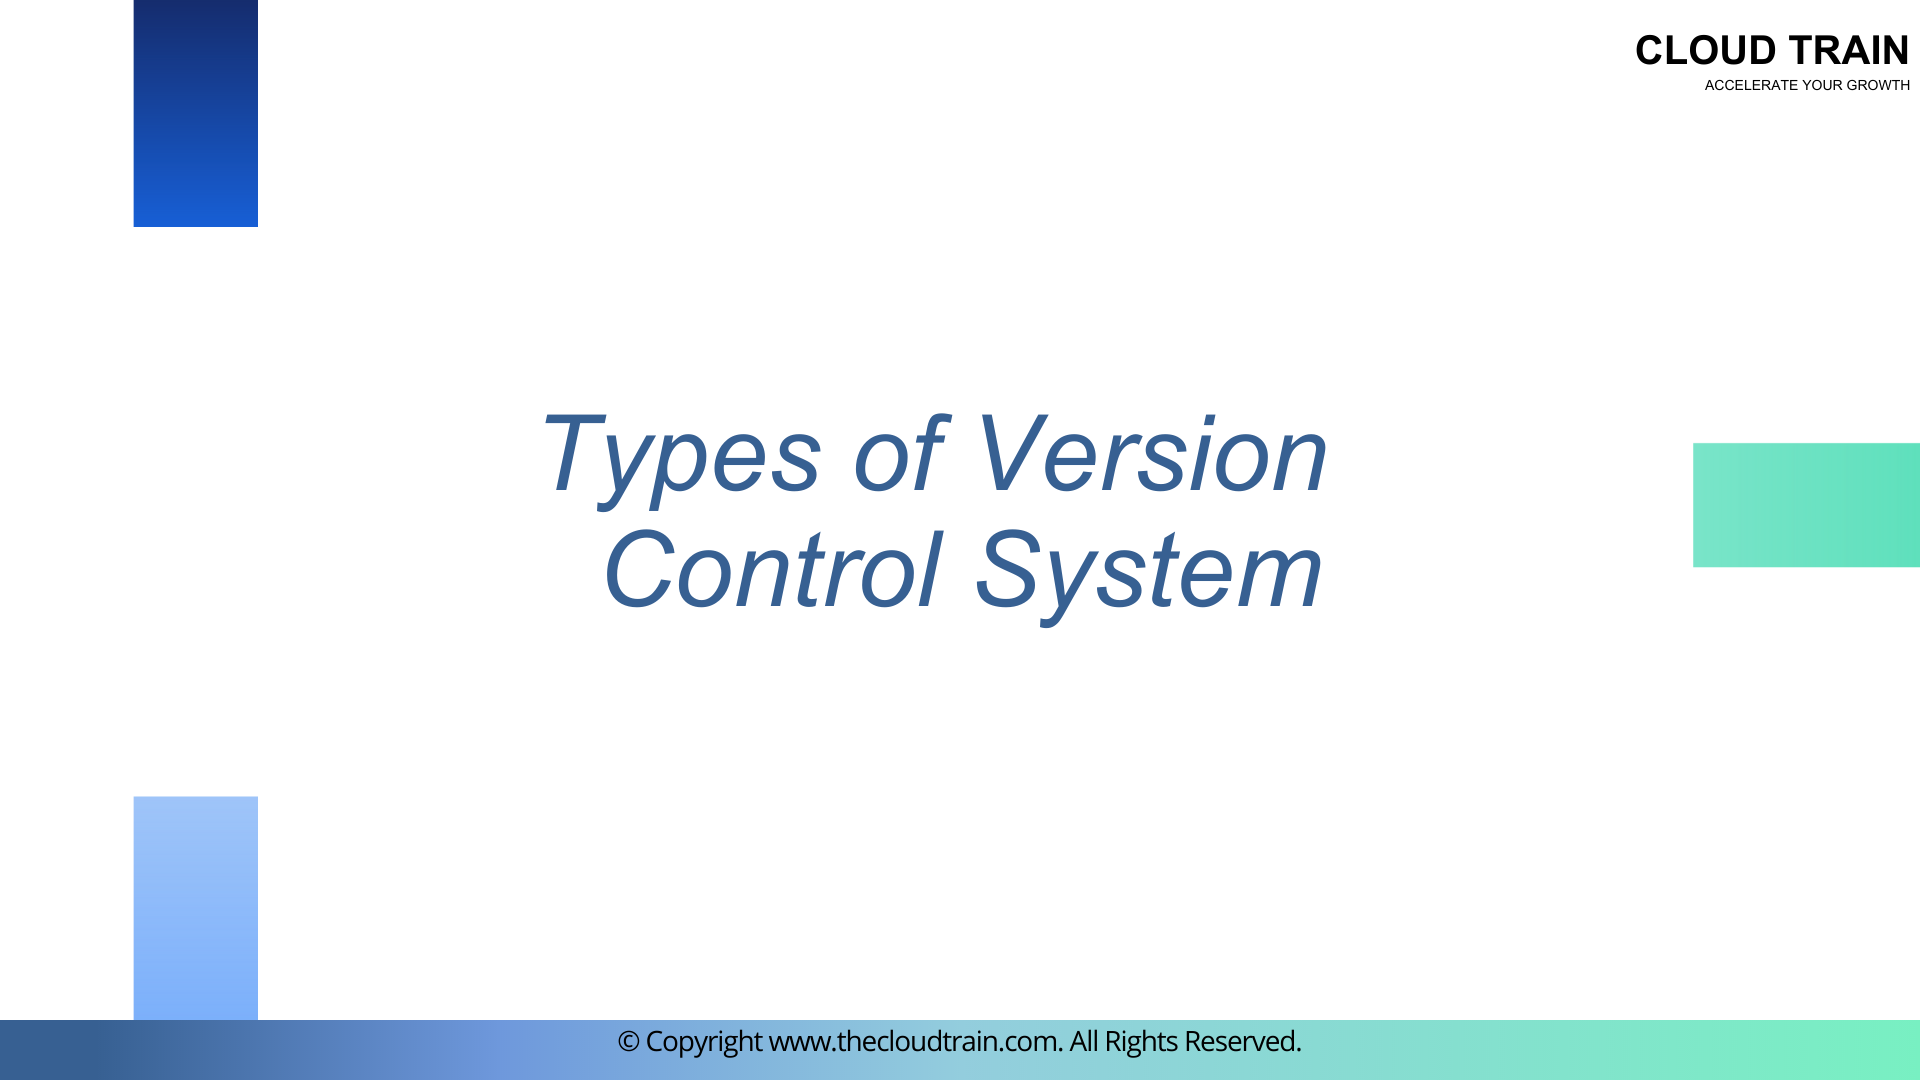 CLOUD TRAIN
ACCELERATE YOUR GROWTH
Types of Version
Control System
© Copyright www.thecloudtrain.com. All Rights Reserved.